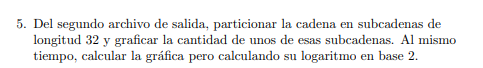 5. Del segundo archivo de salida, particionar la cadena en subcadenas de
longitud 32 y graficar la cantidad de unos de esas subcadenas. Al mismo
tiempo, calcular la gráfica pero calculando su logaritmo en base 2.